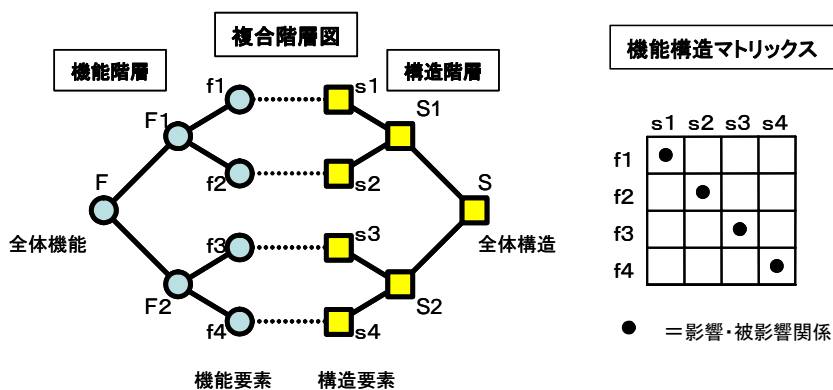 複合階層図
機能階層
構造階層
機能構造マトリックス
f1
s1
F1
S1
f2
s2
F
S
全体機能
全体構造
f3
s3
F2
S2
f4
s4
機能要素
構造要素
s1 s2 s3 s4
f1
f2
f3
f4
● =影響・被影響関係